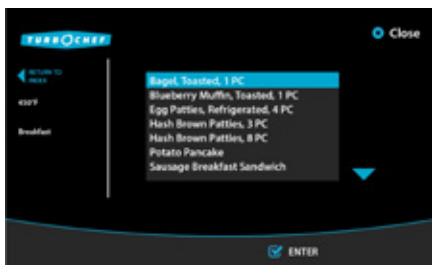 TURBOCHEF
Close
RETURN TO
INDEX
450°F
Breakfast
Bagel, Toasted, 1 PC
Blueberry Muffin, Toasted, 1 PC
Egg Patties, Refrigerated, 4 PC
Hash Brown Patties, 3 PC
Hash Brown Patties, 8 PC
Potato Pancake
Sausage Breakfast Sandwich
ENTER